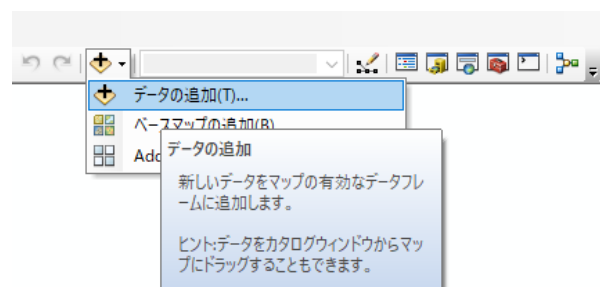 データの追加(T)...
ベースマップの追加(B)
Add
データの追加
新しいデータをマップの有効なデータフレ
ームに追加します。
ヒント:データをカタログウィンドウからマッ
プにドラッグすることもできます。